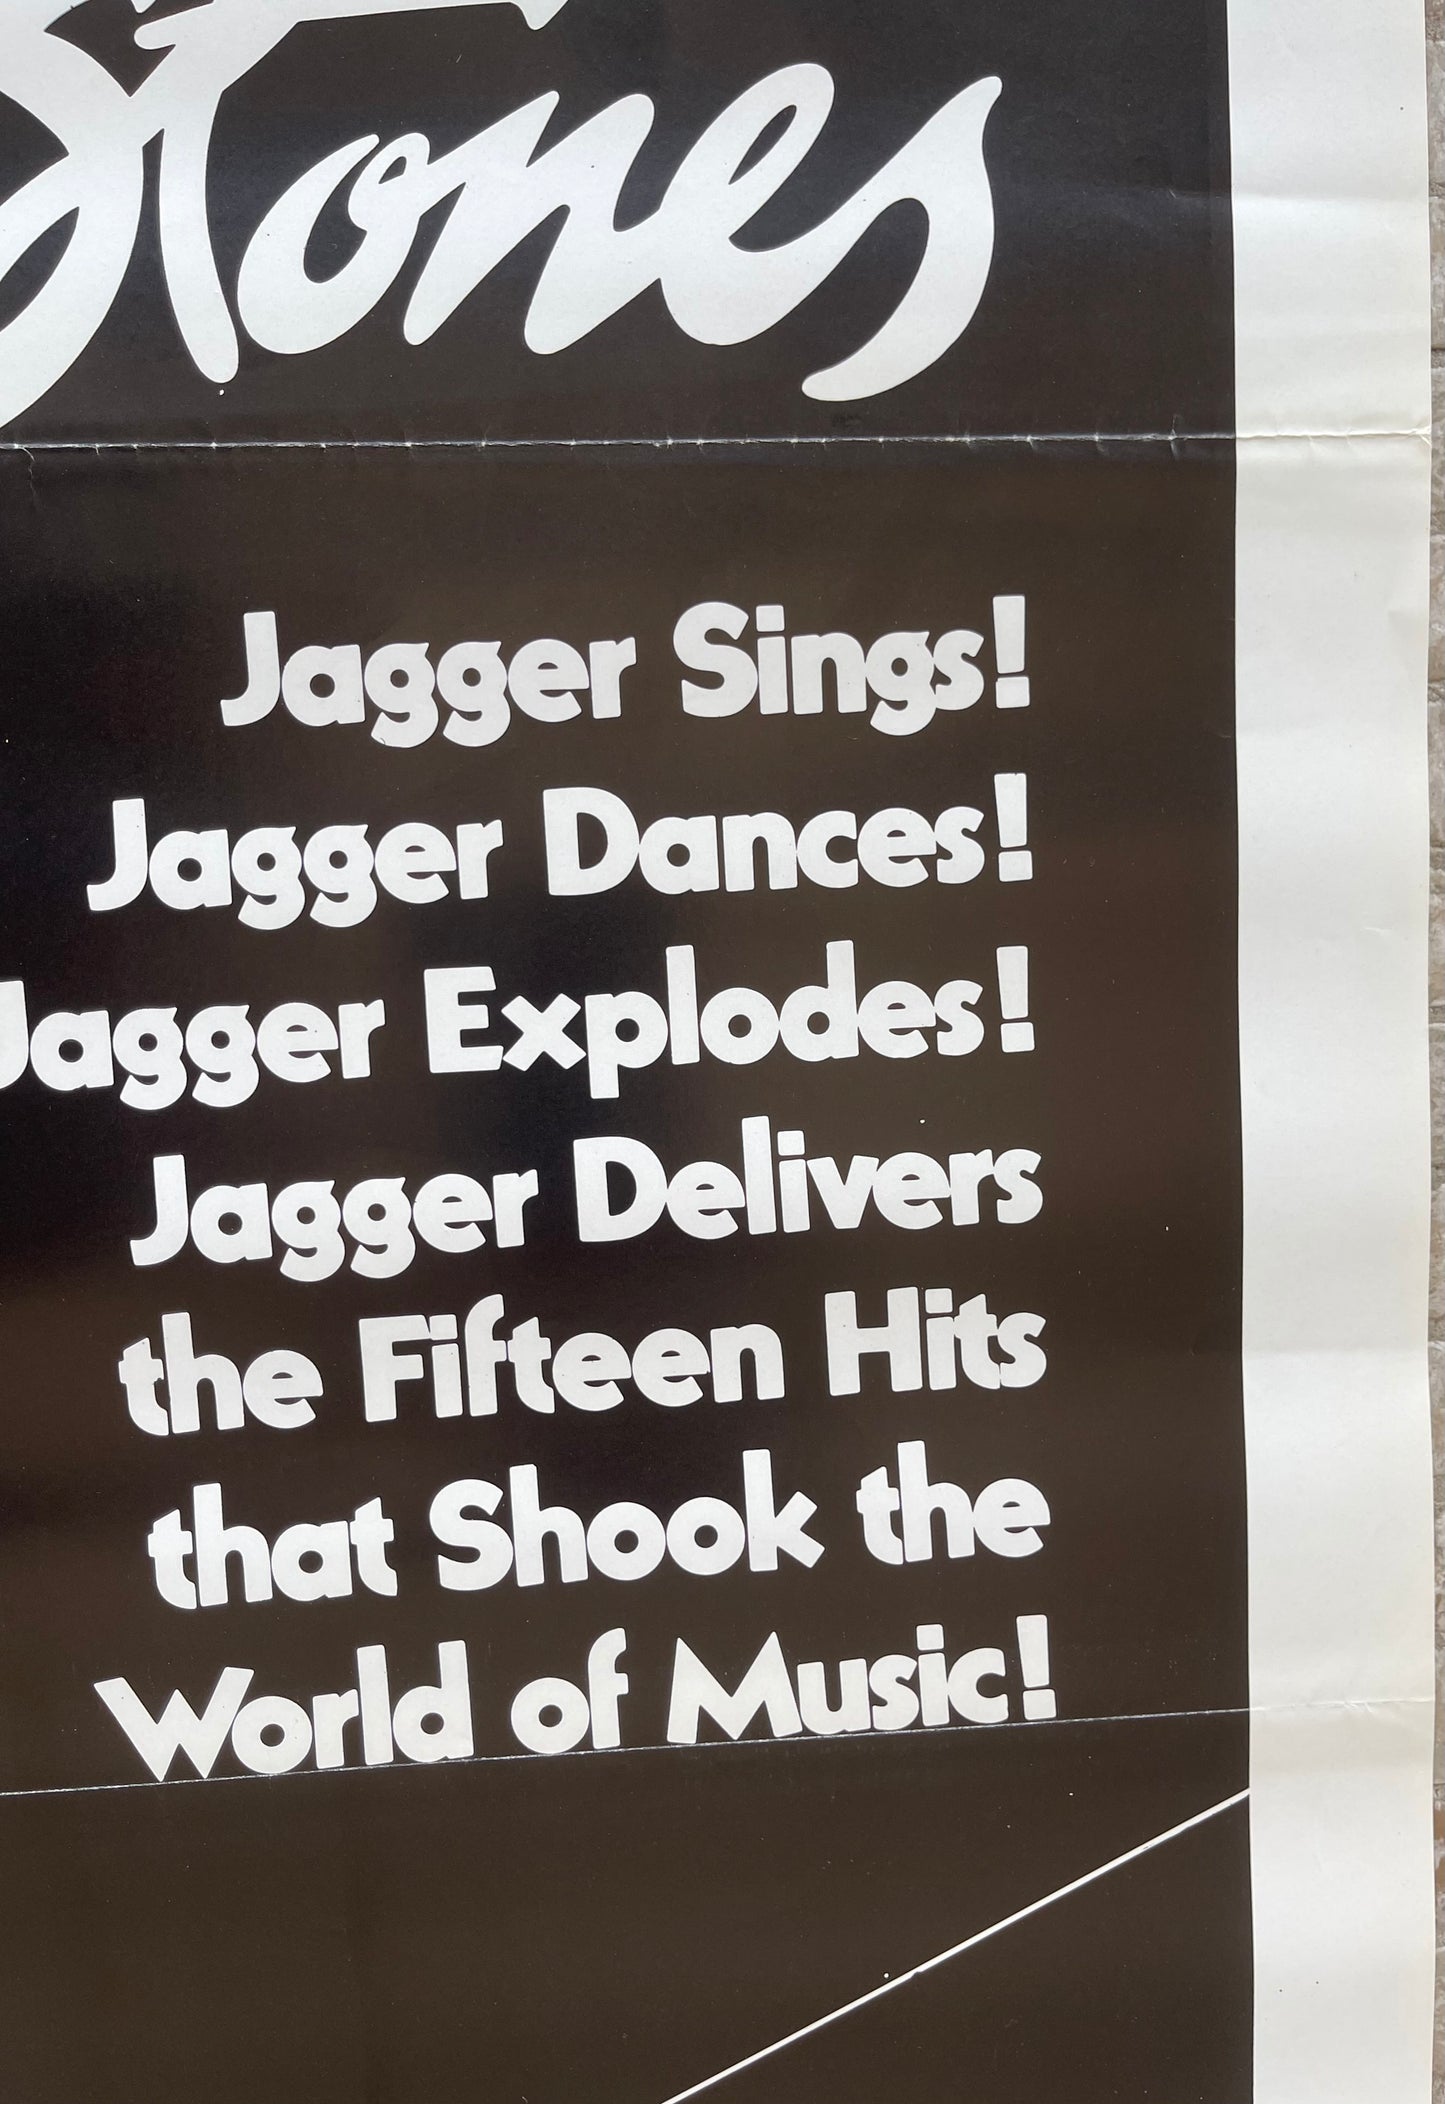 Stones
Jagger Sings!
Jagger Dances!
Jagger Explodes!
Jagger Delivers
the Fifteen Hits
that Shook the
World of Music!